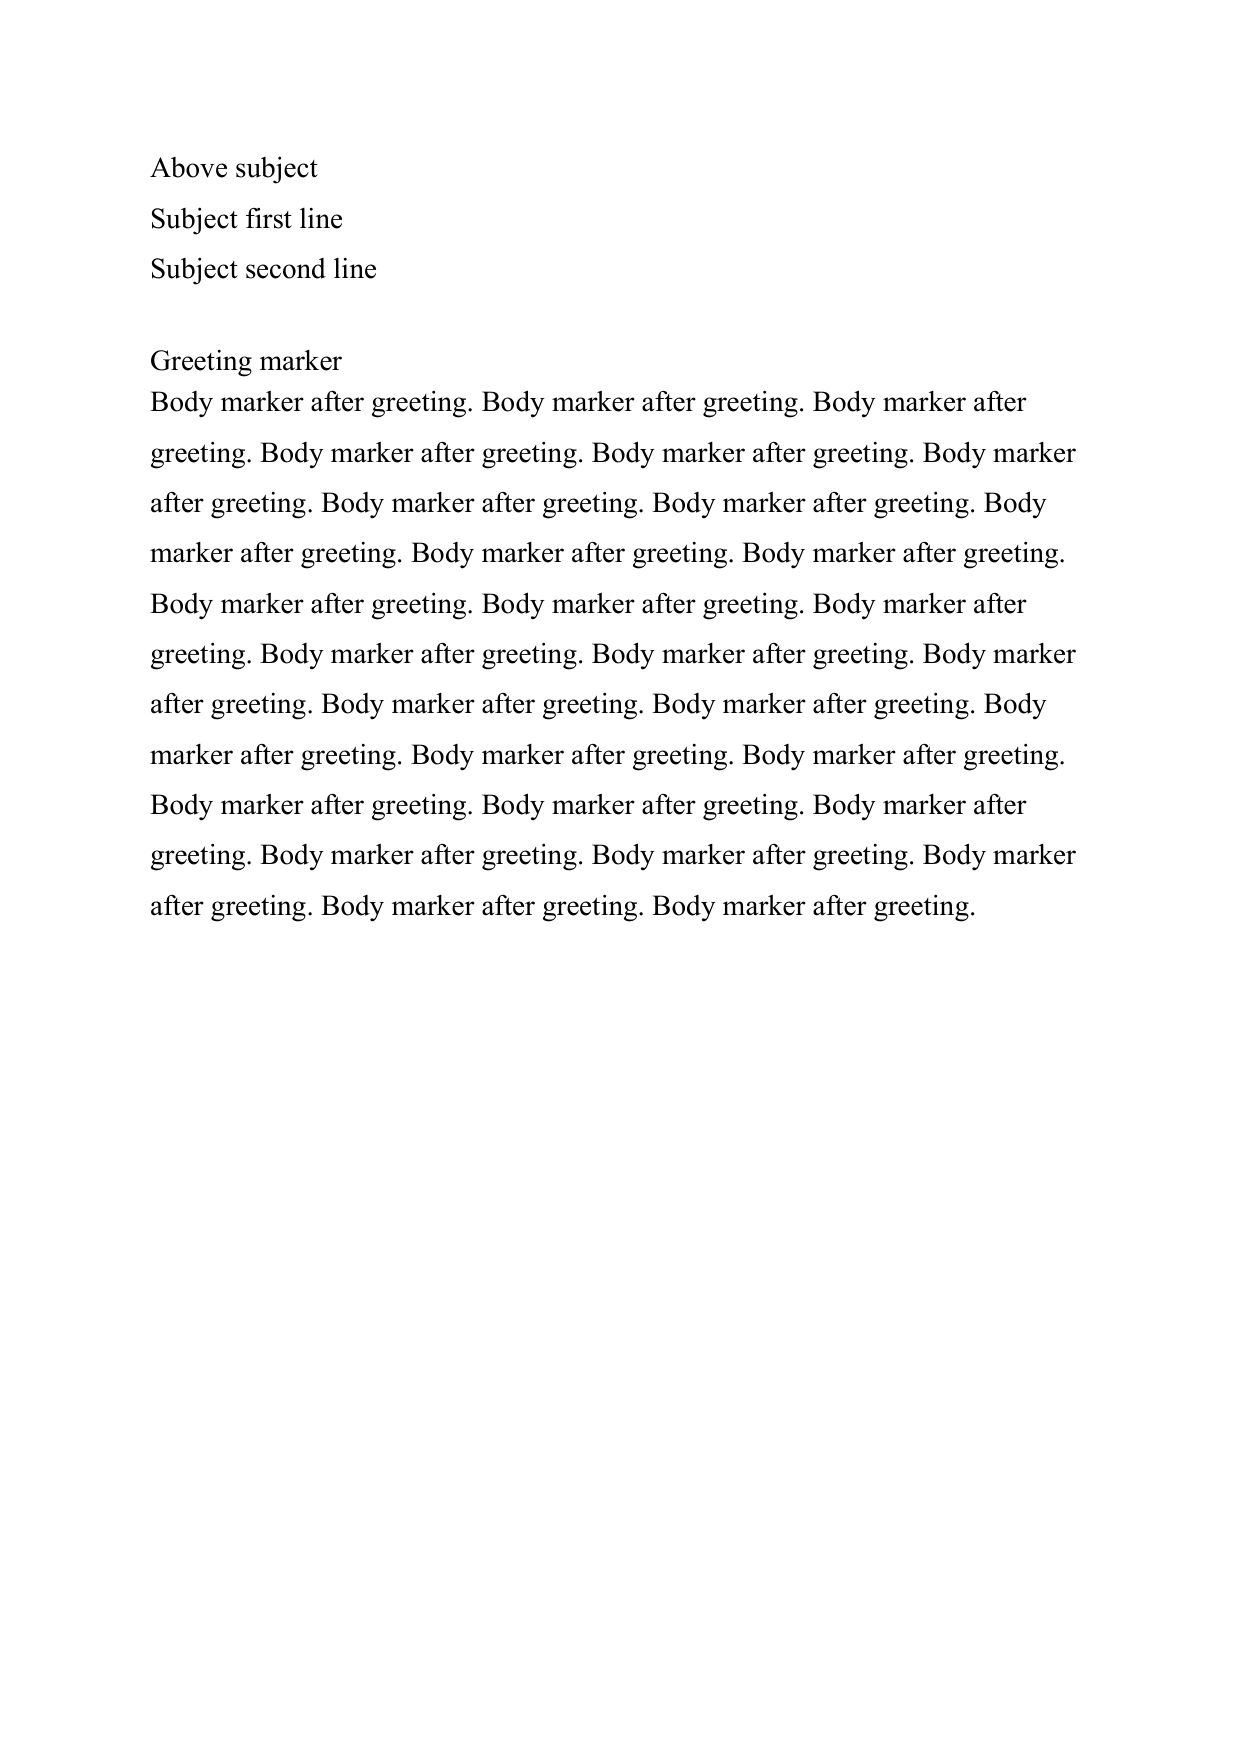 Above subject
Subject first line
Subject second line
Greeting marker
Body marker after greeting. Body marker after greeting. Body marker after
greeting. Body marker after greeting. Body marker after greeting. Body marker
after greeting. Body marker after greeting. Body marker after greeting. Body
marker after greeting. Body marker after greeting. Body marker after greeting.
Body marker after greeting. Body marker after greeting. Body marker after
greeting. Body marker after greeting. Body marker after greeting. Body marker
after greeting. Body marker after greeting. Body marker after greeting. Body
marker after greeting. Body marker after greeting. Body marker after greeting.
Body marker after greeting. Body marker after greeting. Body marker after
greeting. Body marker after greeting. Body marker after greeting. Body marker
after greeting. Body marker after greeting. Body marker after greeting.